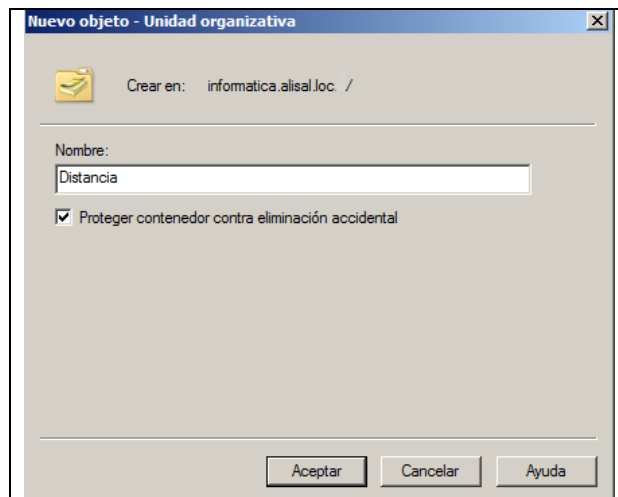 Nuevo objeto - Unidad organizativa
Crear en: informatica.alisal.loc. /
Nombre:
Distancia
Proteger contenedor contra eliminación accidental
Aceptar Cancelar Ayuda